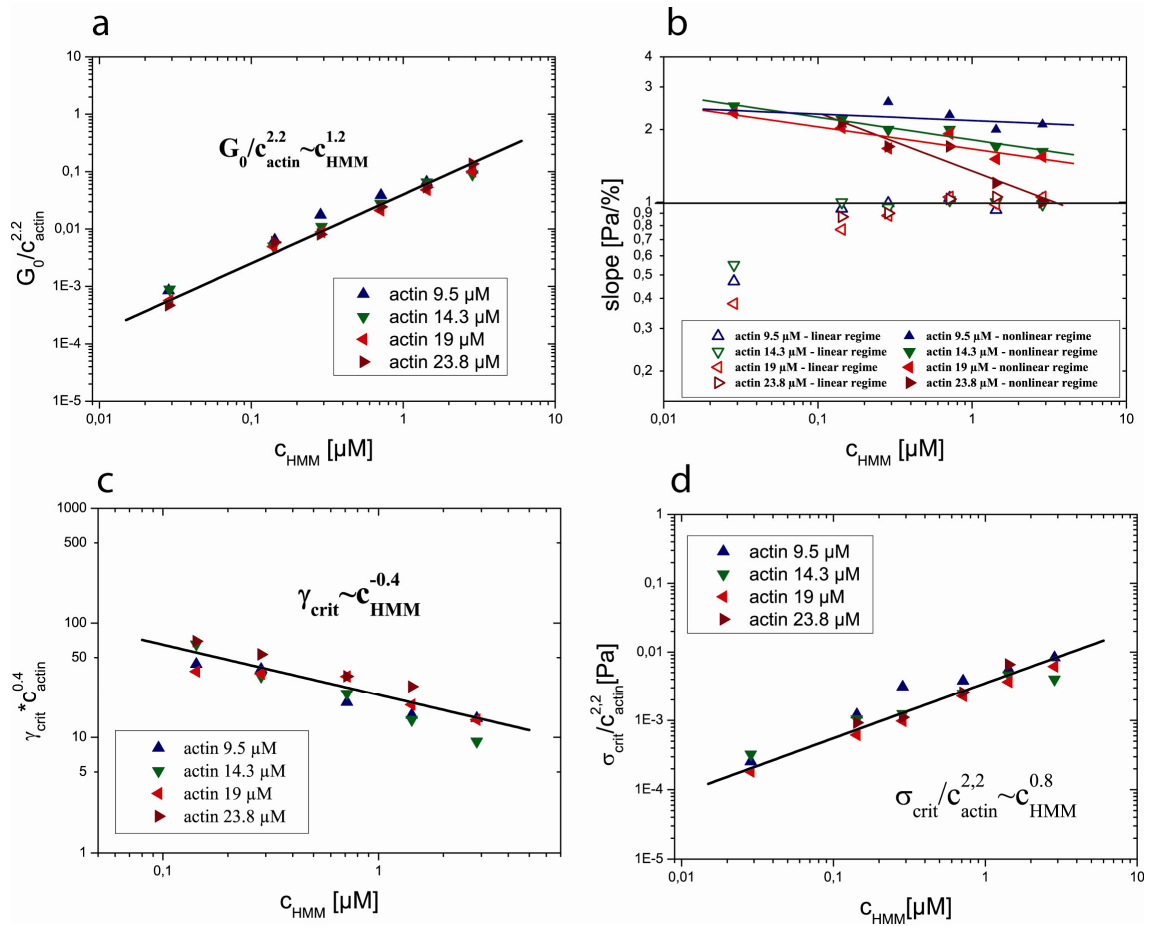 a
10
1
0,1
0,01
1E-3
1E-4
1E-5
0,01
0,1
1
10
G0/c2.2actin
cHMM [µM]
G0/c2.2actin~c1.2HMM
actin 9.5 µM
actin 14.3 µM
actin 19 µM
actin 23.8 µM
b
4
3
2
1
0,9
0,8
0,7
0,6
0,5
0,4
0,3
0,2
0,01
0,1
1
10
slope [Pa/%]
cHMM [µM]
actin 9.5 µM - linear regime
actin 14.3 µM - linear regime
actin 19 µM - linear regime
actin 23.8 µM - linear regime
actin 9.5 µM - nonlinear regime
actin 14.3 µM - nonlinear regime
actin 19 µM - nonlinear regime
actin 23.8 µM - nonlinear regime
c
1000
500
100
50
10
5
1
0,1
1
γcrit*c0.4actin
cHMM [µM]
γcrit~c-0.4HMM
actin 9.5 µM
actin 14.3 µM
actin 19 µM
actin 23.8 µM
d
1
0,1
0,01
1E-3
1E-4
1E-5
0,01
0,1
1
10
σcrit/c2,2actin[Pa]
cHMM[µM]
actin 9.5 µM
actin 14.3 µM
actin 19 µM
actin 23.8 µM
σcrit/c2,2actin~c0.8HMM